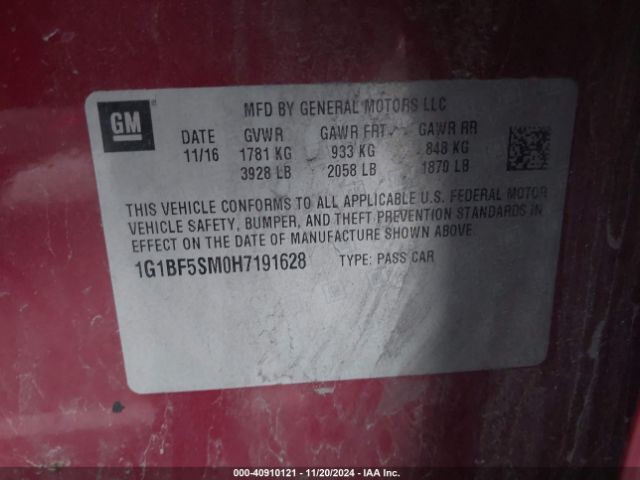 GM
MFD BY GENERAL MOTORS LLC
DATE GVWR GAWR FRT GAWR RR
11/16 1781 KG 933 KG 848 KG
3928 LB 2058 LB 1870 LB
THIS VEHICLE CONFORMS TO ALL APPLICABLE U.S. FEDERAL MOTOR
VEHICLE SAFETY, BUMPER, AND THEFT PREVENTION STANDARDS IN
EFFECT ON THE DATE OF MANUFACTURE SHOWN ABOVE.
1G1BF5SM0H7191628 TYPE: PASS CAR
000-40910121 - 11/20/2024 - IAA Inc.